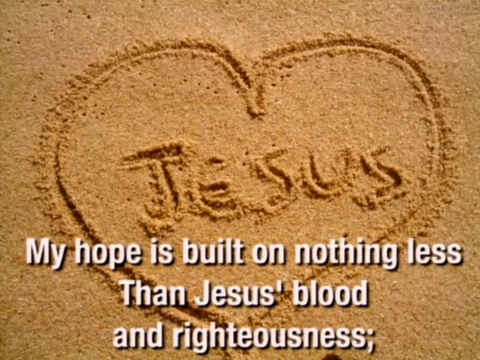 JESUS
My hope is built on nothing less
Than Jesus' blood
and righteousness;